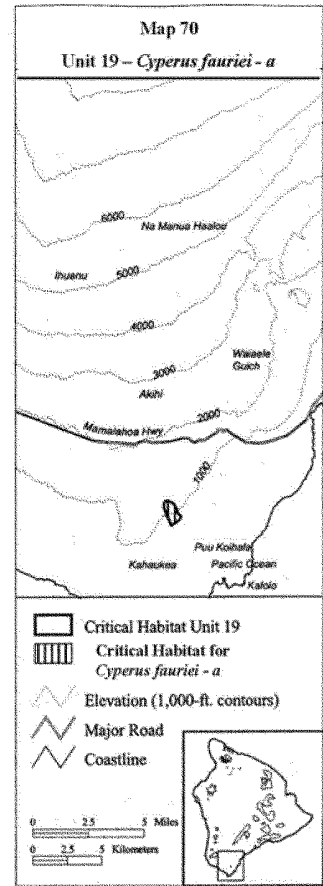 Map 70
Unit 19 – Cyperus fauriei - a
6000
Na Manua Haalou
Ihuanu
5000
4000
Waiaele
Gulch
3000
Akihi
2000
Mamalahoa Hwy
1000
Puu Koihala
Kahaukea
Pacific Ocean
Kaloio
Critical Habitat Unit 19
Critical Habitat for
Cyperus fauriei - a
Elevation (1,000-ft. contours)
Major Road
Coastline
0 2.5 5 Miles
0 2.5 5 Kilometers